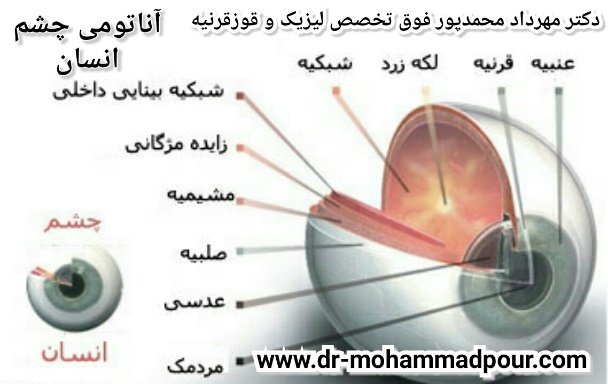 دکتر مهرداد محمدپور فوق تخصص لیزیک و قوزقرنیه
آناتومی چشم
انسان
عنبیه
قرنیه
لکه زرد
شبکیه
شبکیه بینایی داخلی
زایده مژگانی
مشیمیه
صلبیه
عدسی
مردمک
چشم
انسان
www.dr-mohammadpour.com